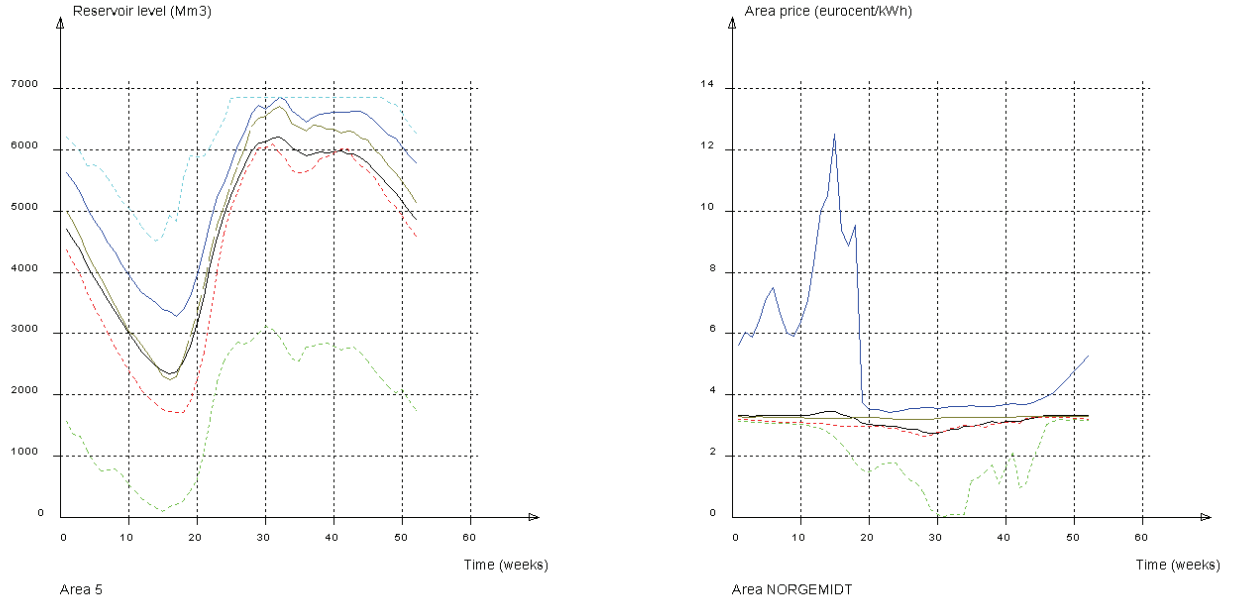 Reservoir level (Mm3)
7000
6000
5000
4000
3000
2000
1000
0
0 10 20 30 40 50 60
Time (weeks)
Area 5
Area price (eurocent/kWh)
14
12
10
8
6
4
2
0
0 10 20 30 40 50 60
Time (weeks)
Area NORGEMIDT